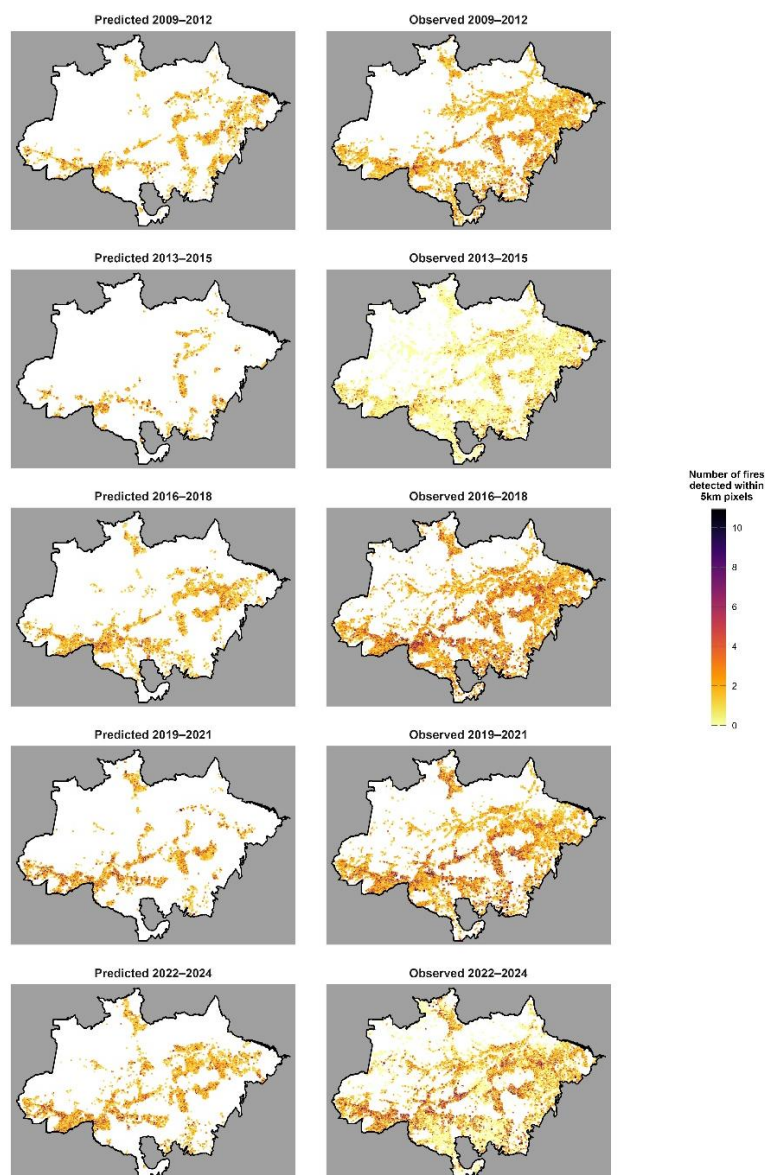 Predicted 2009–2012
Observed 2009–2012
Predicted 2013–2015
Observed 2013–2015
Predicted 2016–2018
Observed 2016–2018
Number of fires
detected within
5km pixels
10
8
6
4
2
0
Predicted 2019–2021
Observed 2019–2021
Predicted 2022–2024
Observed 2022–2024